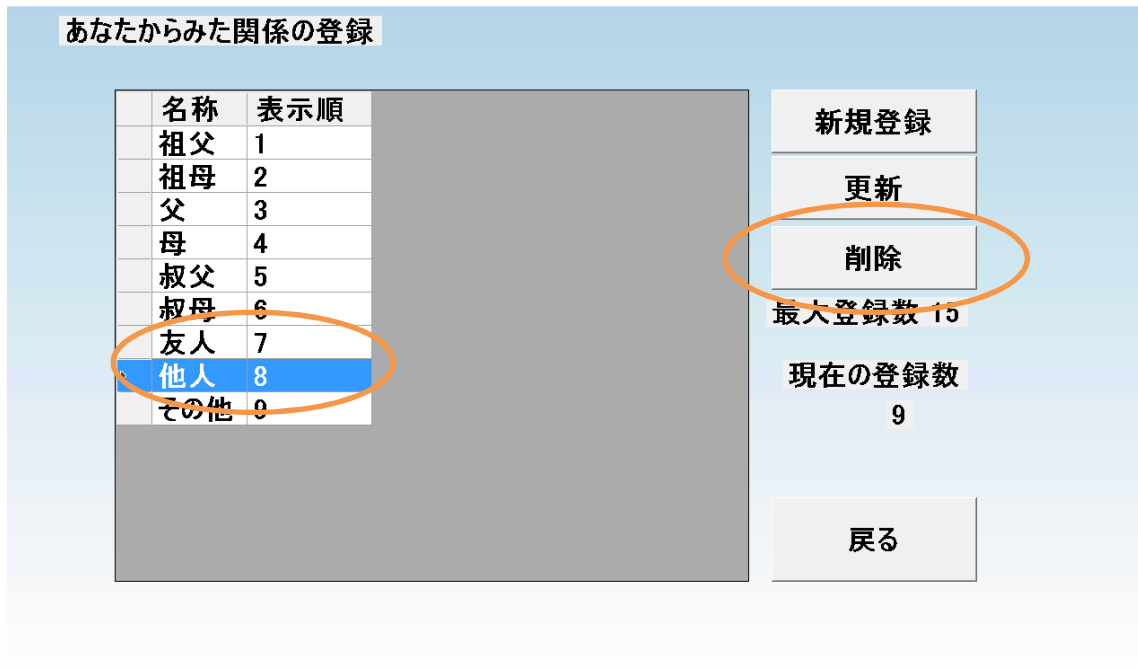 あなたからみた関係の登録
名称 表示順
祖父 1
祖母 2
父 3
母 4
叔父 5
叔母 6
友人 7
他人 8
その他 9
新規登録
更新
削除
最大登録数 15
現在の登録数
9
戻る